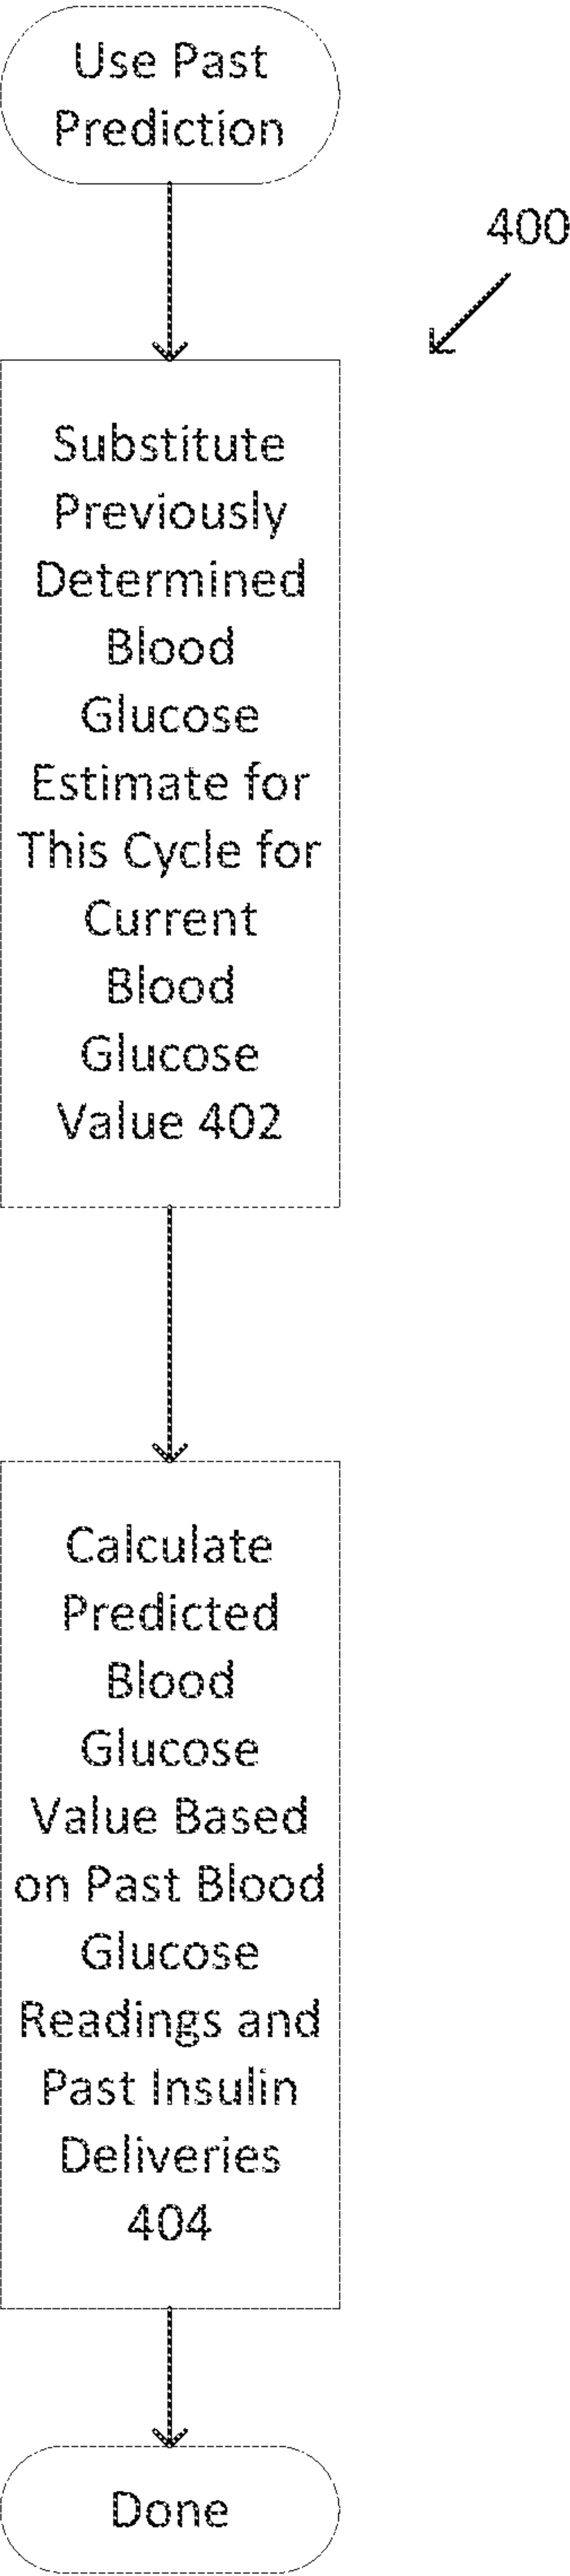 Use Past
Prediction
400
Substitute
Previously
Determined
Blood
Glucose
Estimate for
This Cycle for
Current
Blood
Glucose
Value 402
Calculate
Predicted
Blood
Glucose
Value Based
on Past Blood
Glucose
Readings and
Past Insulin
Deliveries
404
Done